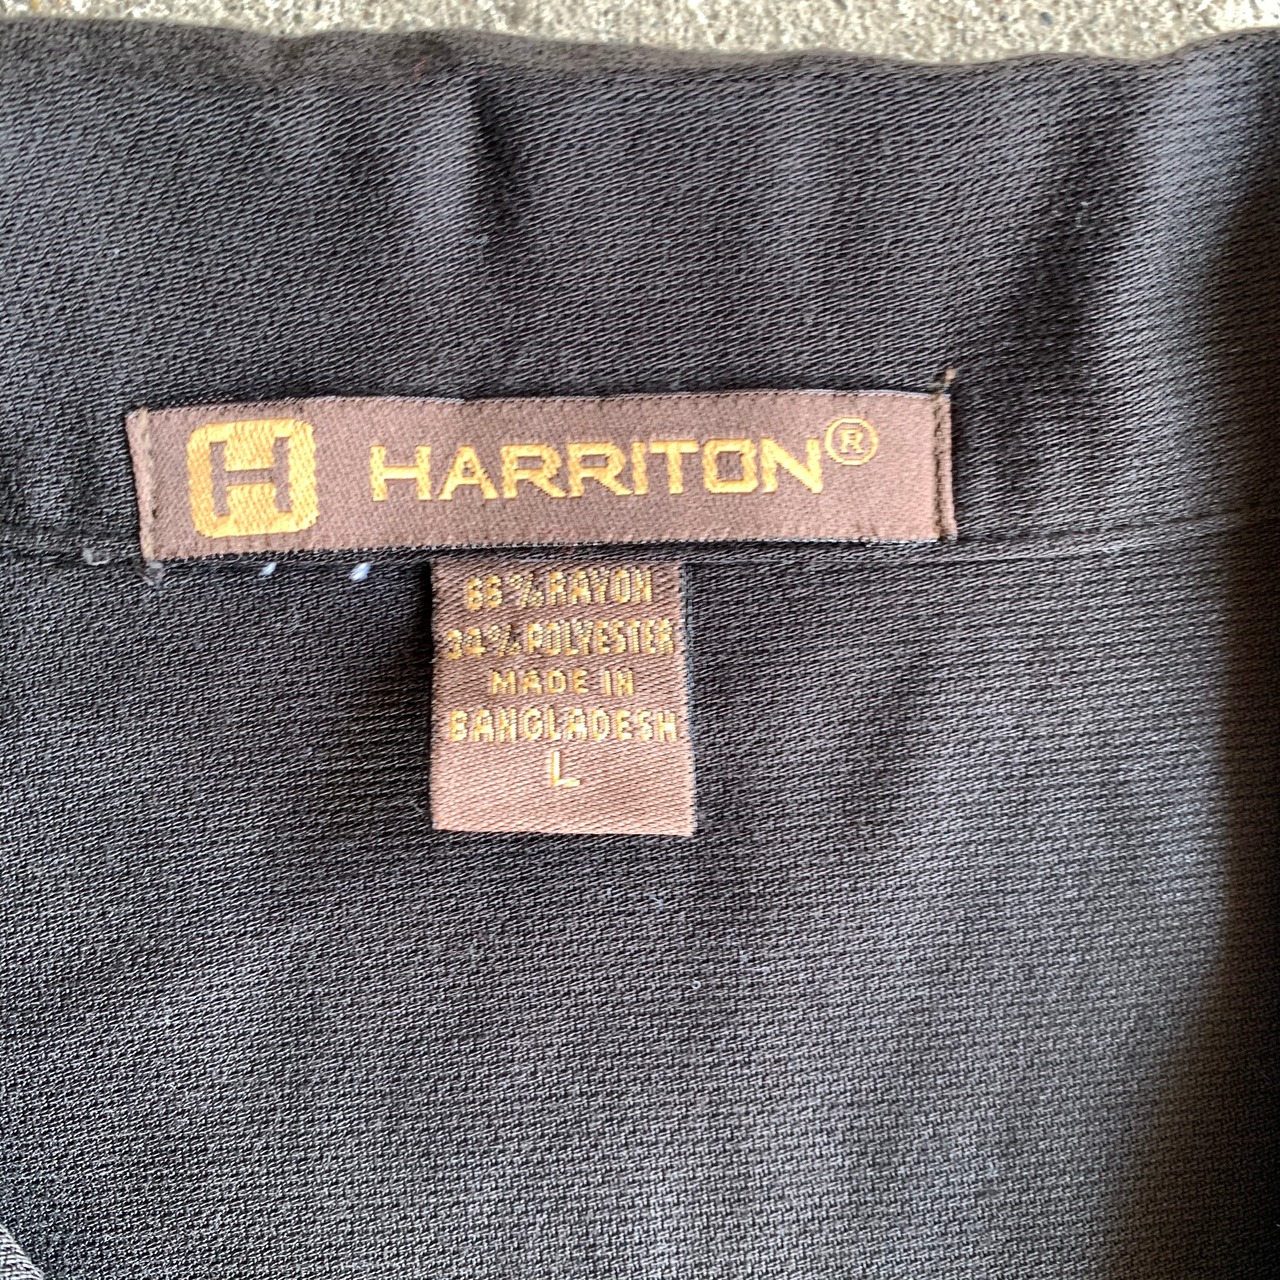 H HARRITON®
66% RAYON
34% POLYESTER
MADE IN
BANGLADESH
L